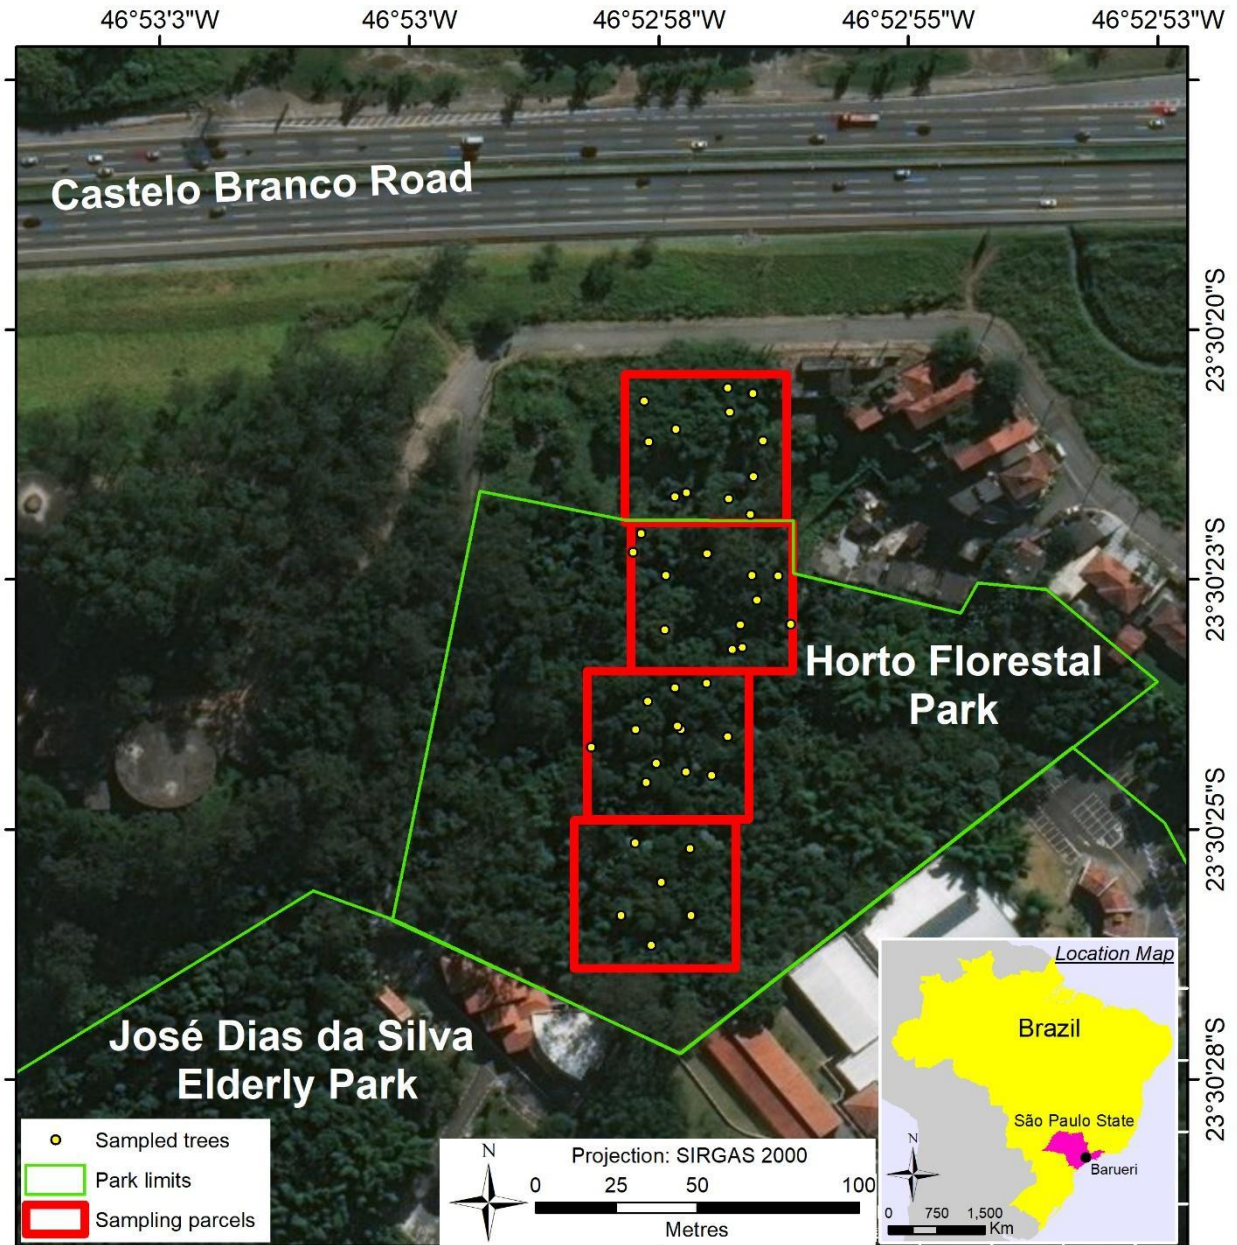 46°53'3"W 46°53'W 46°52'58"W 46°52'55"W 46°52'53"W
Castelo Branco Road
23°30'20"S
23°30'23"S
Horto Florestal
Park
23°30'25"S
Location Map
Brazil
José Dias da Silva
Elderly Park
23°30'28"S
São Paulo State
Barueri
N
0 750 1,500
Km
Sampled trees
Park limits
Sampling parcels
N
Projection: SIRGAS 2000
0 25 50 100
Metres